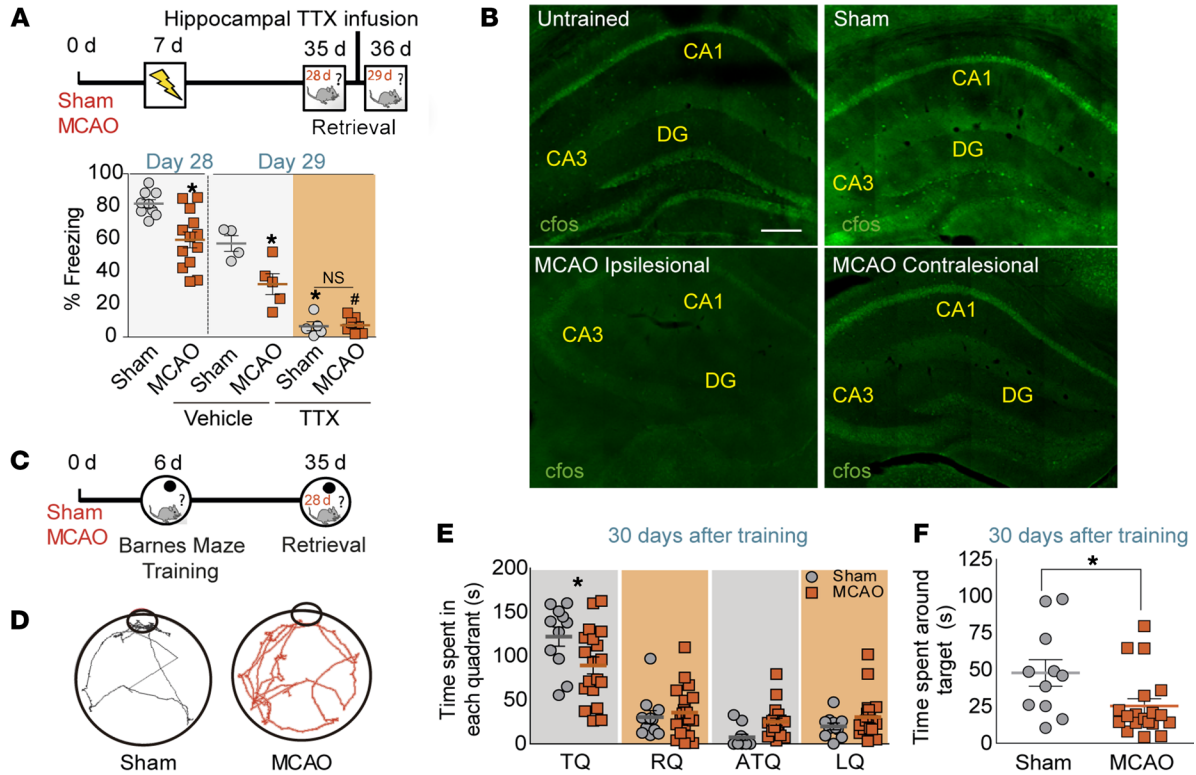 A
Hippocampal TTX infusion
0 d
7 d
35 d
36 d
28 d ?
29 d ?
Sham
MCAO
Retrieval
Day 28
Day 29
% Freezing
100
80
60
40
20
0
*
*
*
NS
#
Sham
MCAO
Sham
MCAO
Sham
MCAO
Vehicle
TTX
B
Untrained
CA1
DG
CA3
cfos
Sham
CA1
DG
CA3
cfos
MCAO Ipsilesional
CA1
CA3
DG
cfos
MCAO Contralesional
CA1
CA3
DG
cfos
C
0 d
6 d
35 d
?
28 d ?
Sham
MCAO
Barnes Maze
Training
Retrieval
D
Sham
MCAO
E
30 days after training
Time spent in
each quadrant (s)
200
150
100
50
0
*
Sham
MCAO
TQ
RQ
ATQ
LQ
F
30 days after training
Time spent around
target (s)
125
100
75
50
25
0
*
Sham
MCAO